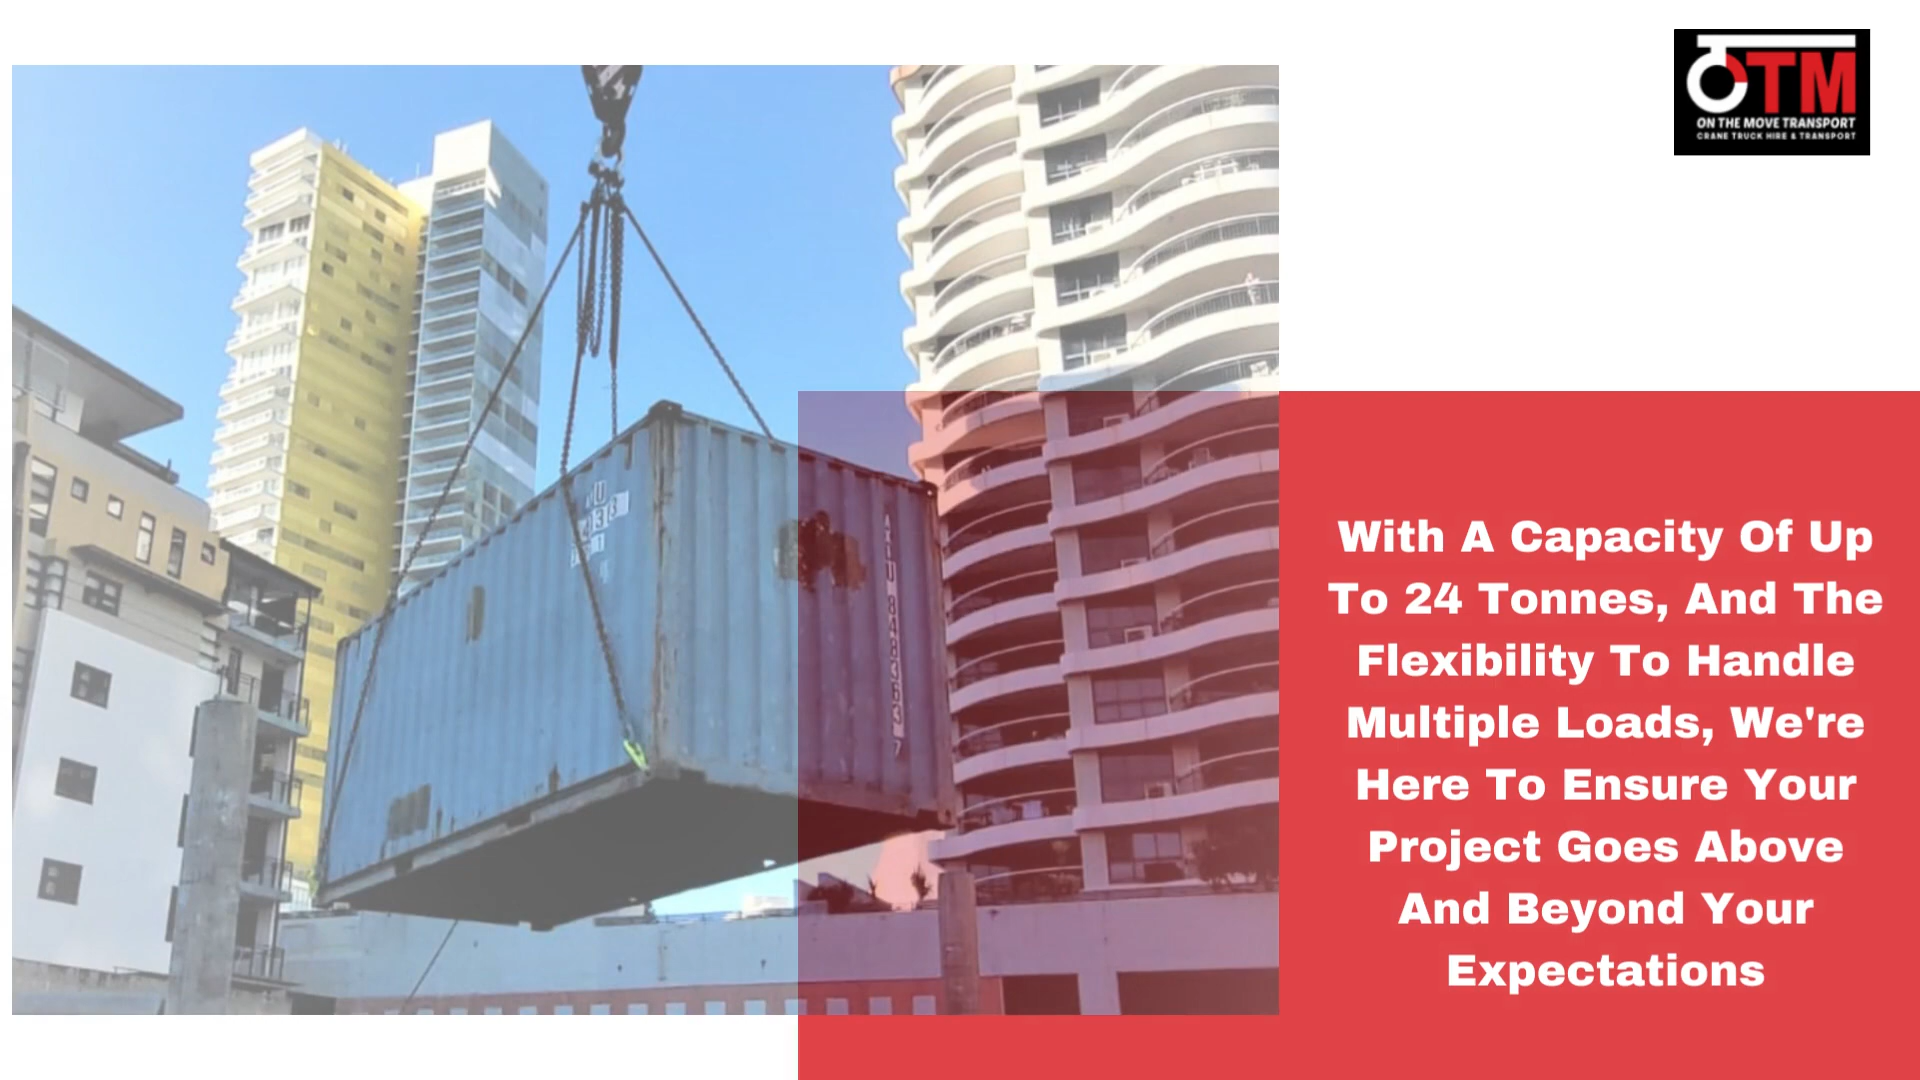 OTM
ON THE MOVE TRANSPORT
CRANE TRUCK HIRE & TRANSPORT
With A Capacity Of Up
To 24 Tonnes, And The
Flexibility To Handle
Multiple Loads, We're
Here To Ensure Your
Project Goes Above
And Beyond Your
Expectations